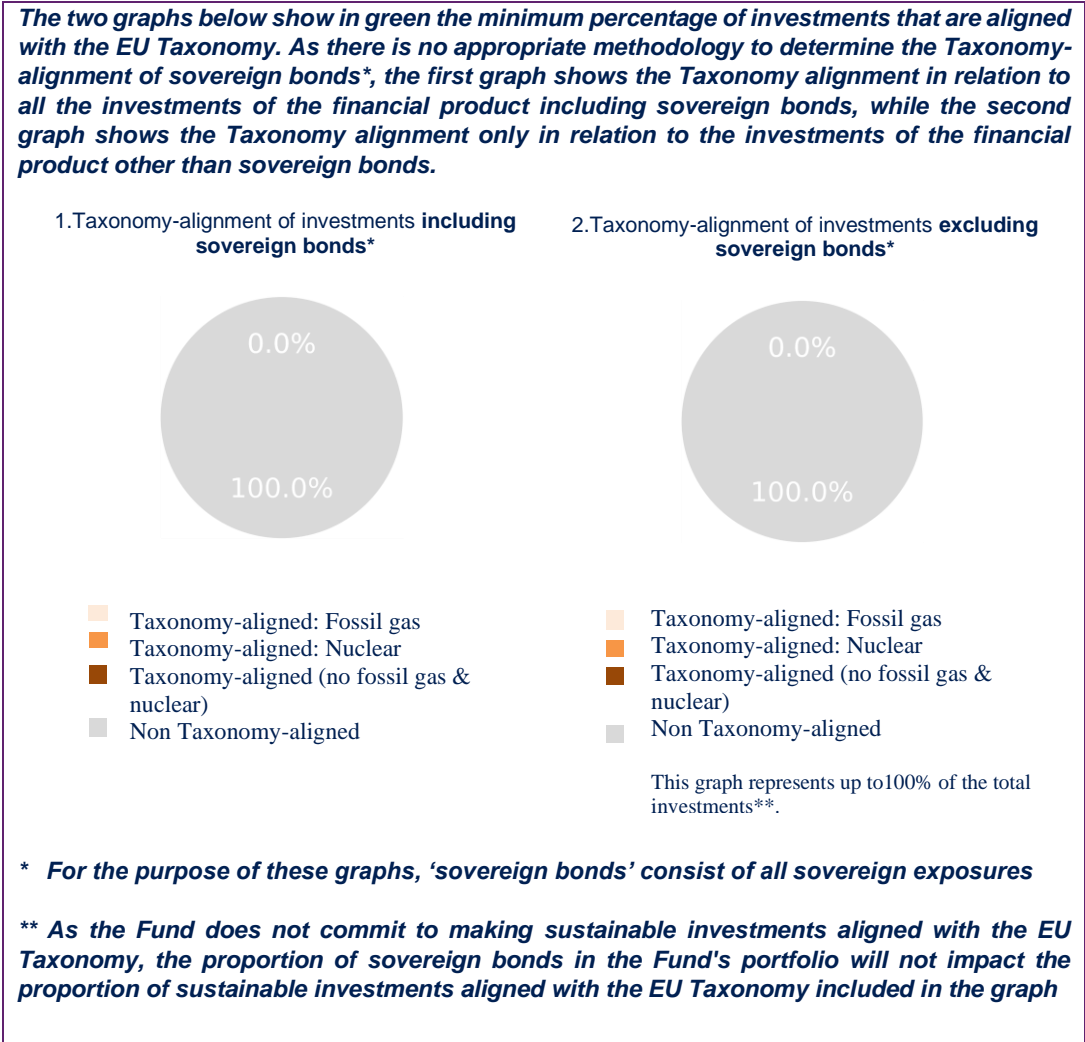 The two graphs below show in green the minimum percentage of investments that are aligned
with the EU Taxonomy. As there is no appropriate methodology to determine the Taxonomy-
alignment of sovereign bonds*, the first graph shows the Taxonomy alignment in relation to
all the investments of the financial product including sovereign bonds, while the second
graph shows the Taxonomy alignment only in relation to the investments of the financial
product other than sovereign bonds.
1.Taxonomy-alignment of investments including
sovereign bonds*
0.0%
100.0%
Taxonomy-aligned: Fossil gas
Taxonomy-aligned: Nuclear
Taxonomy-aligned (no fossil gas &
nuclear)
Non Taxonomy-aligned
2.Taxonomy-alignment of investments excluding
sovereign bonds*
0.0%
100.0%
Taxonomy-aligned: Fossil gas
Taxonomy-aligned: Nuclear
Taxonomy-aligned (no fossil gas &
nuclear)
Non Taxonomy-aligned
This graph represents up to100% of the total
investments**.
* For the purpose of these graphs, ‘sovereign bonds’ consist of all sovereign exposures
** As the Fund does not commit to making sustainable investments aligned with the EU
Taxonomy, the proportion of sovereign bonds in the Fund's portfolio will not impact the
proportion of sustainable investments aligned with the EU Taxonomy included in the graph